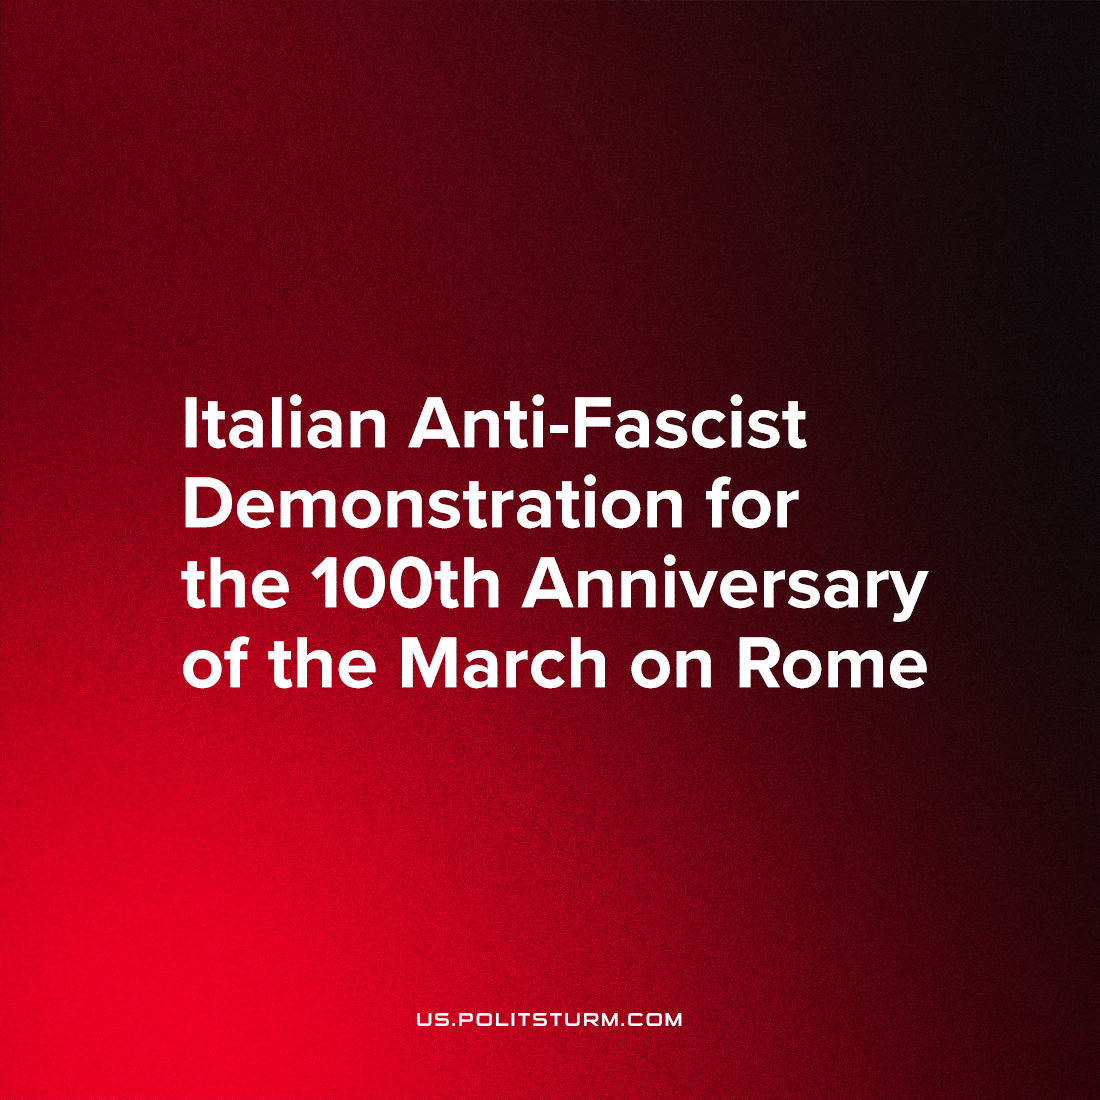 Italian Anti-Fascist
Demonstration for
the 100th Anniversary
of the March on Rome
US.POLITSTURM.COM